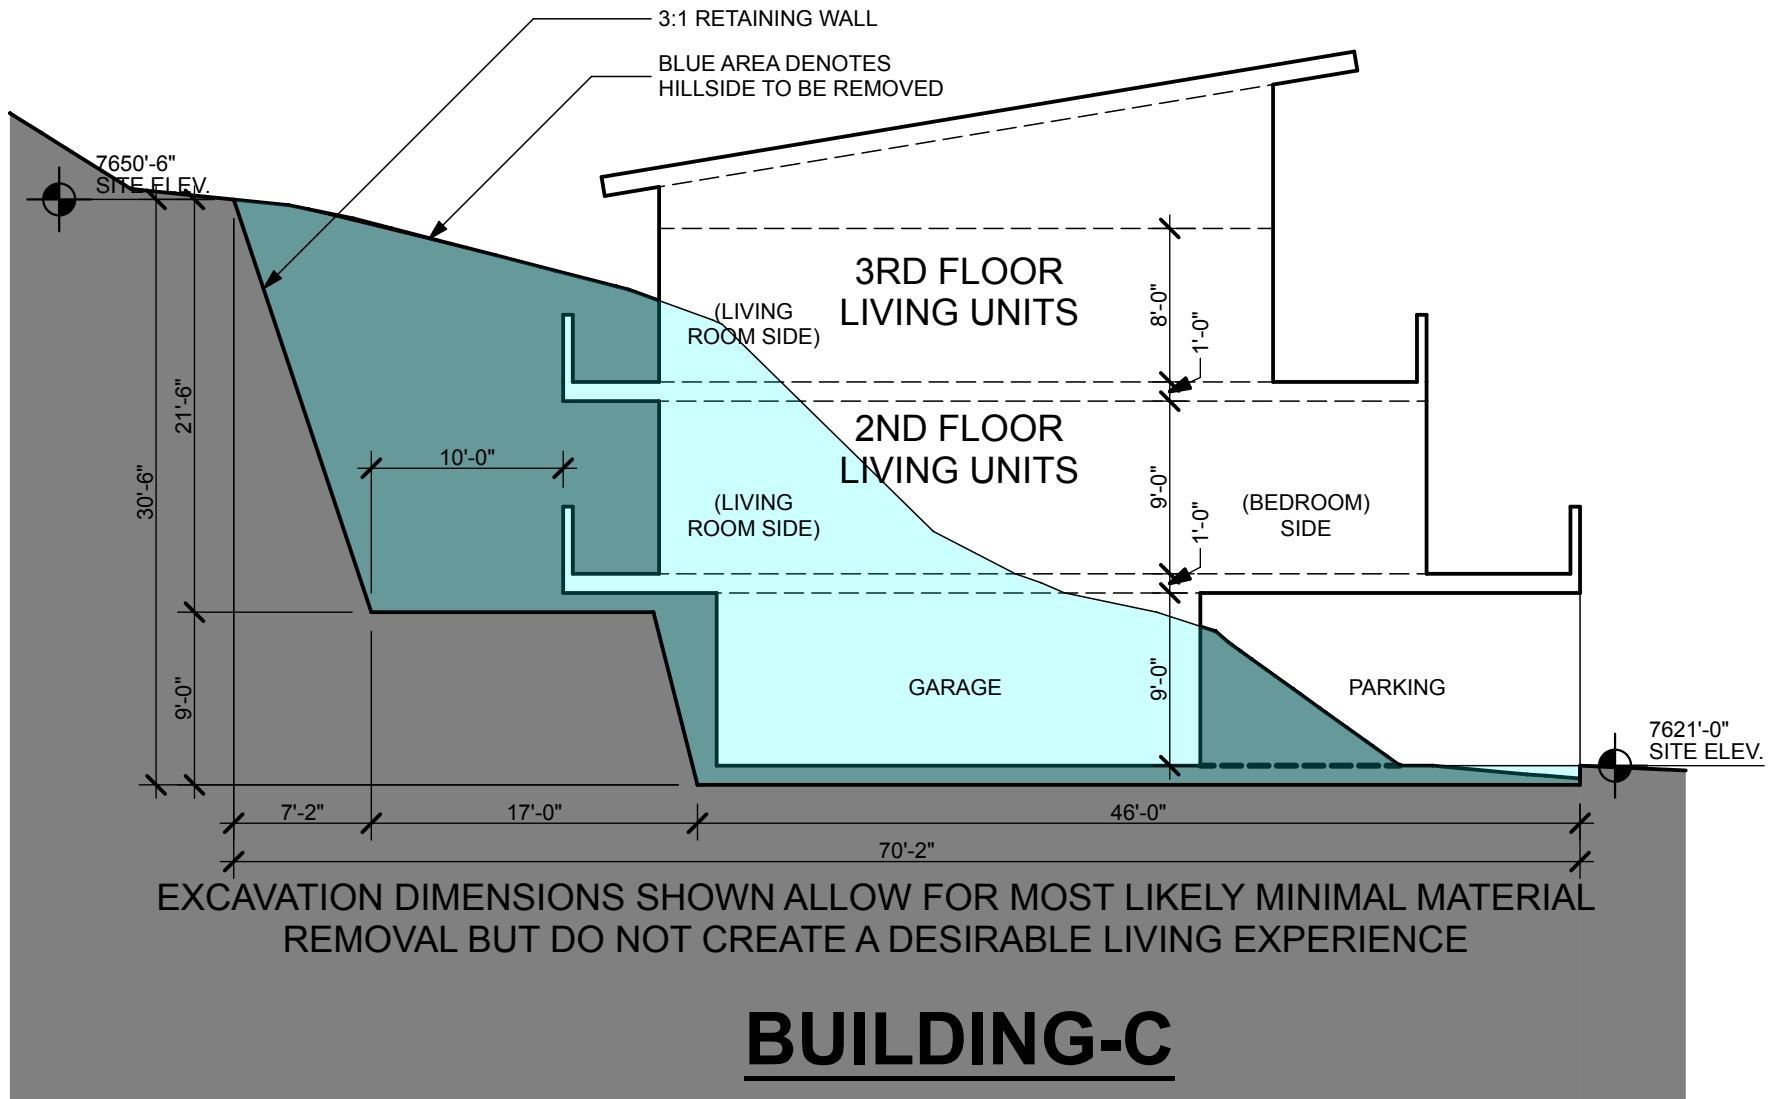 3:1 RETAINING WALL
BLUE AREA DENOTES
HILLSIDE TO BE REMOVED
7650'-6"
SITE ELEV.
3RD FLOOR
LIVING UNITS
(LIVING
ROOM SIDE)
8'-0"
1'-0"
21'-6"
30'-6"
10'-0"
2ND FLOOR
LIVING UNITS
(LIVING
ROOM SIDE)
9'-0"
1'-0"
(BEDROOM)
SIDE
9'-0"
GARAGE
9'-0"
PARKING
7621'-0"
SITE ELEV.
7'-2"
17'-0"
46'-0"
70'-2"
EXCAVATION DIMENSIONS SHOWN ALLOW FOR MOST LIKELY MINIMAL MATERIAL
REMOVAL BUT DO NOT CREATE A DESIRABLE LIVING EXPERIENCE
BUILDING-C